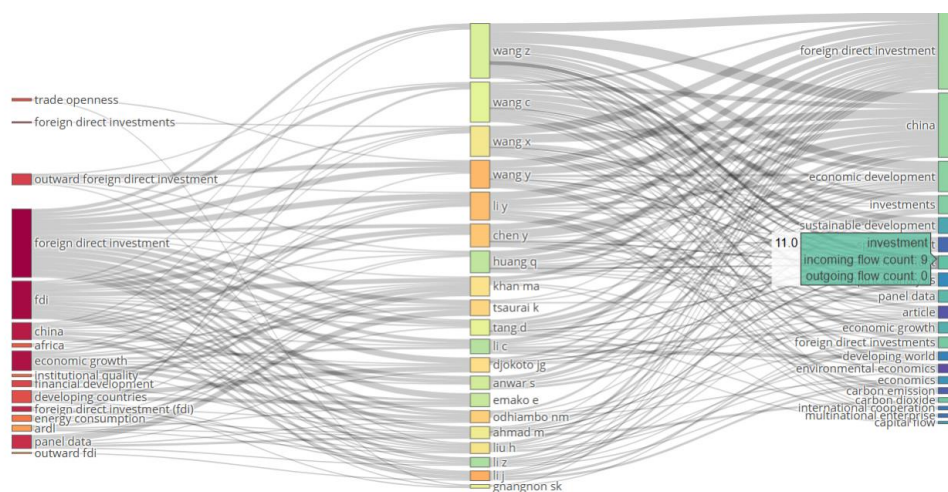 trade openness
foreign direct investments
outward foreign direct investment
foreign direct investment
fdi
china
africa
economic growth
institutional quality
financial development
developing countries
foreign direct investment (fdi)
energy consumption
ardl
panel data
outward fdi
wang z
wang c
wang x
wang y
li y
chen y
huang q
khan ma
tsaurai k
tang d
li c
djokoto jg
anwar s
emako e
odhiambo nm
ahmad m
liu h
li z
li j
gnangnon sk
foreign direct investment
china
economic development
investments
sustainable development
11.0
investment
incoming flow count: 9
outgoing flow count: 0
panel data
article
economic growth
foreign direct investments
developing world
environmental economics
economics
carbon emission
carbon dioxide
international cooperation
multinational enterprise
capital flow